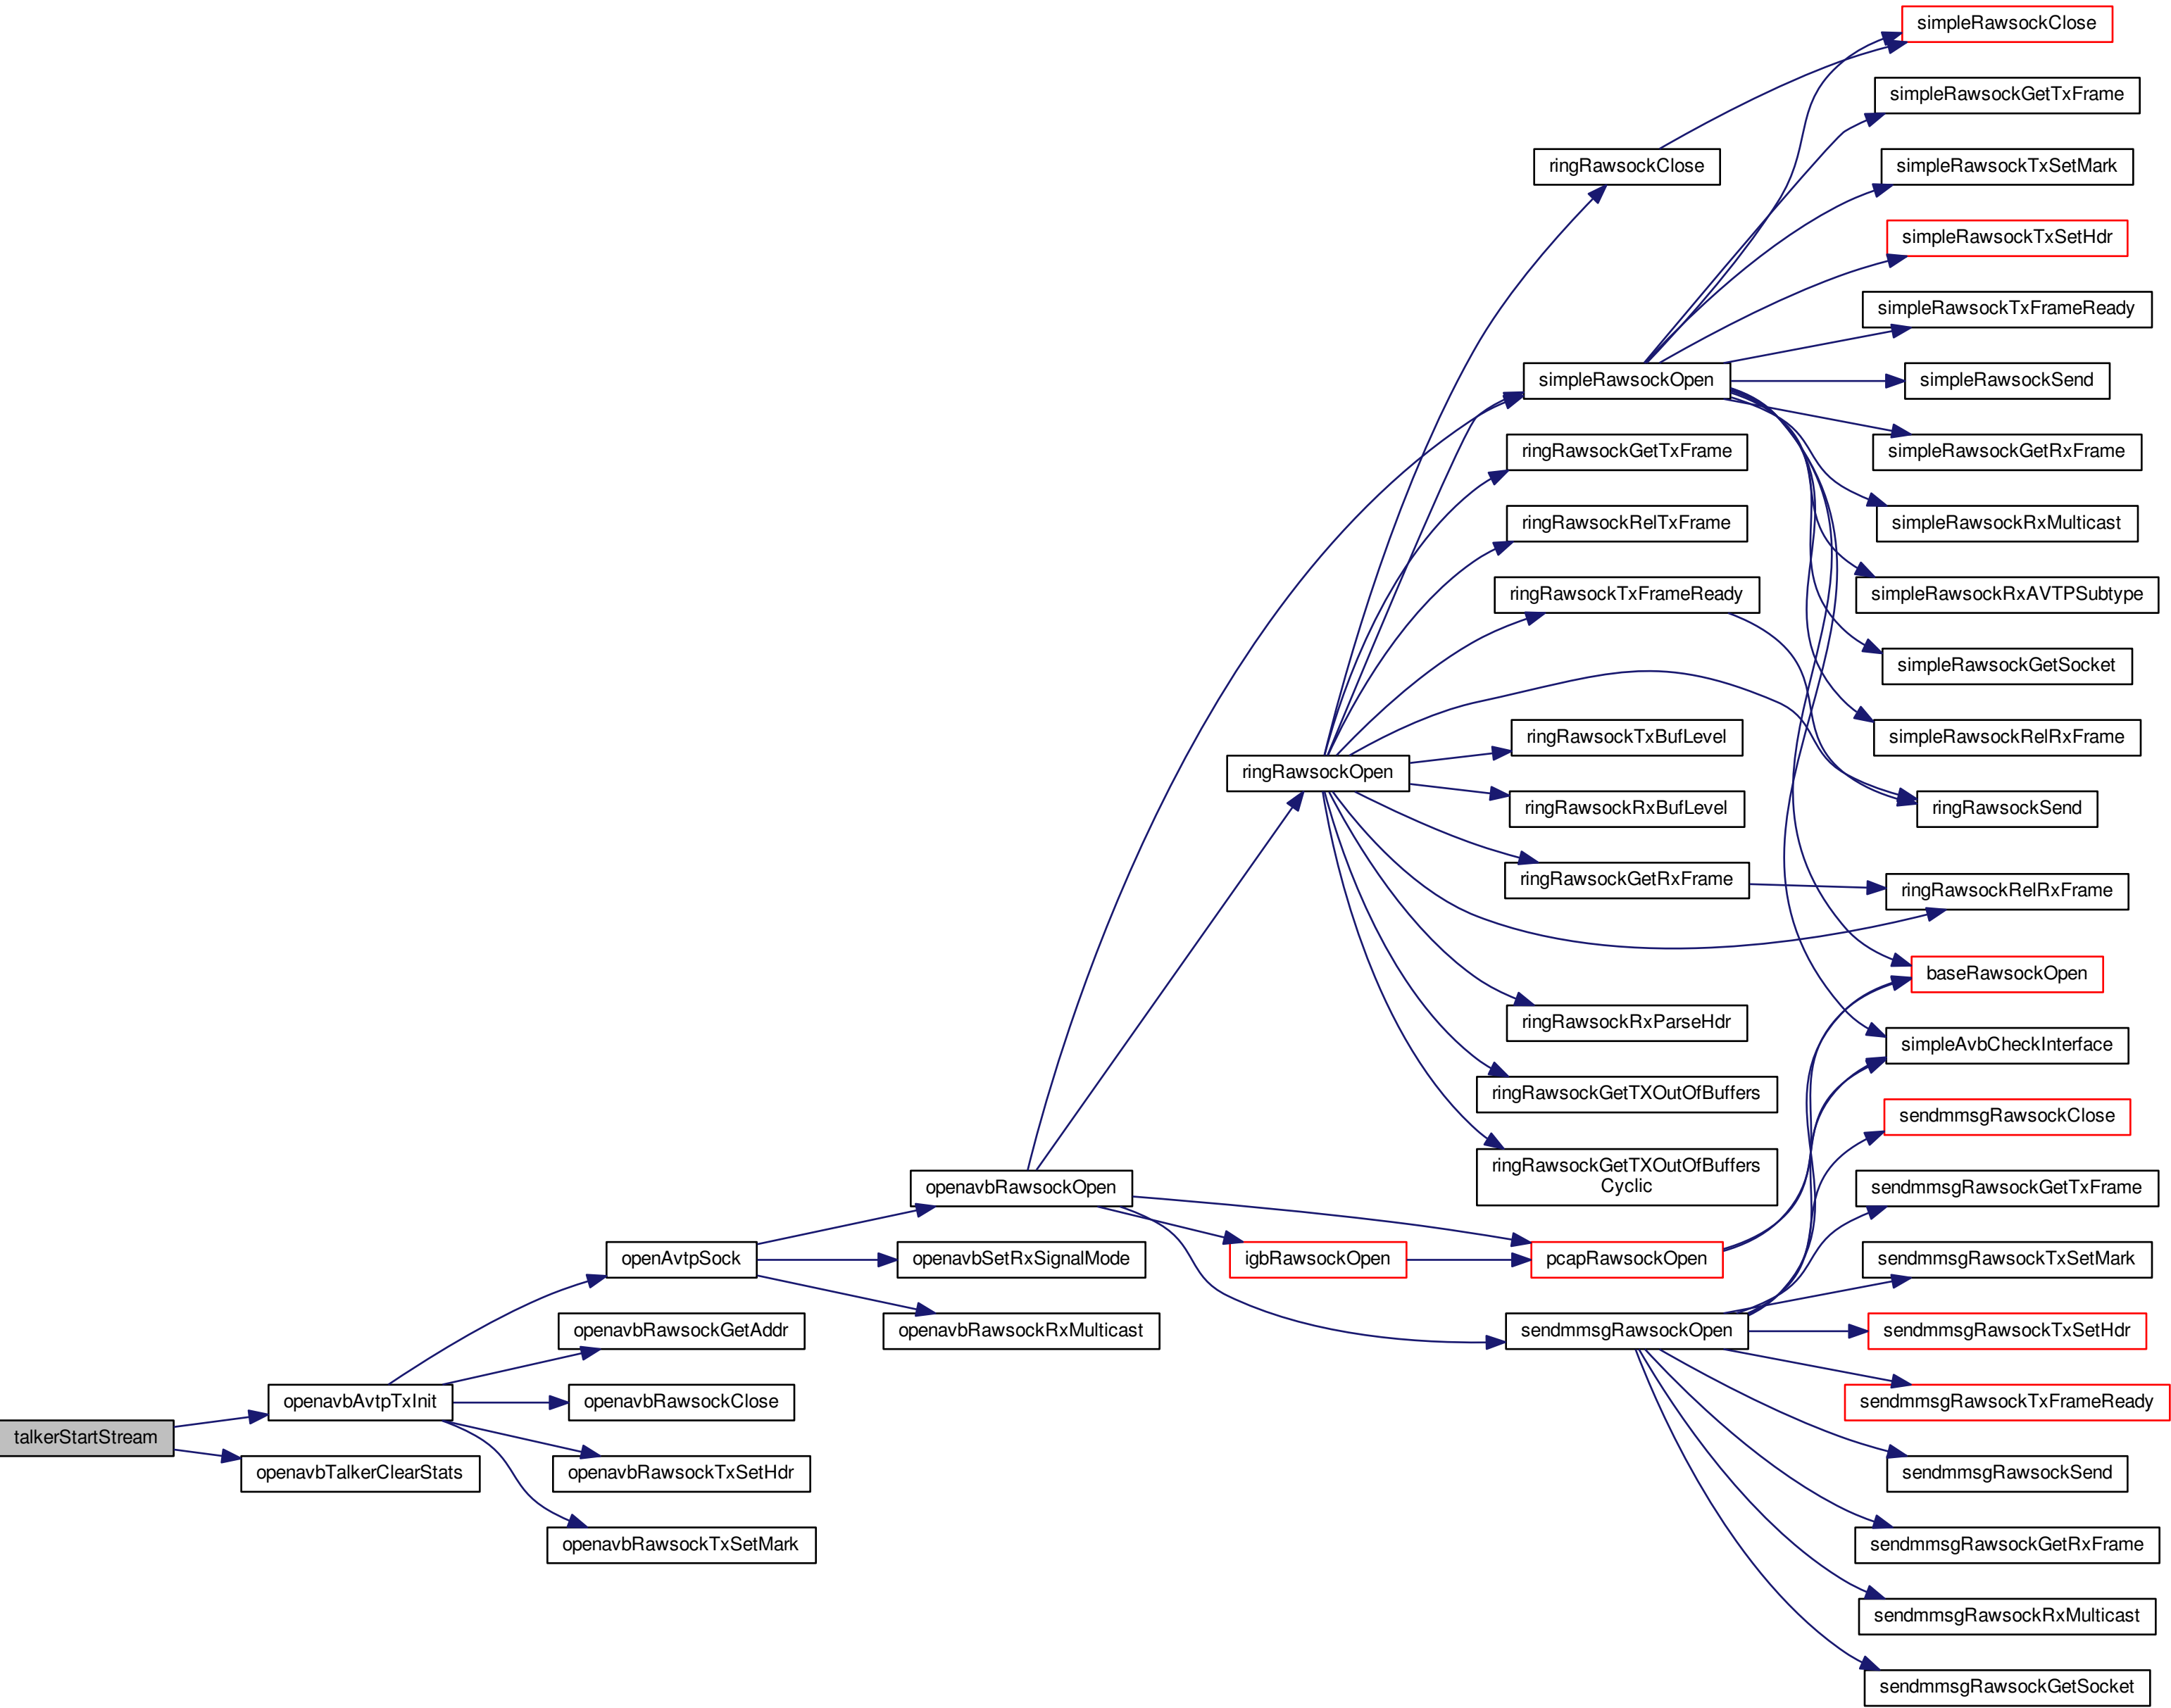 talkerStartStream
openavbAvtpTxInit
openavbTalkerClearStats
openAvtpSock
openavbRawsockGetAddr
openavbRawsockClose
openavbRawsockTxSetHdr
openavbRawsockTxSetMark
openavbRawsockOpen
openavbSetRxSignalMode
openavbRawsockRxMulticast
ringRawsockOpen
igbRawsockOpen
ringRawsockClose
simpleRawsockOpen
ringRawsockGetTxFrame
ringRawsockRelTxFrame
ringRawsockTxFrameReady
ringRawsockTxBufLevel
ringRawsockRxBufLevel
ringRawsockGetRxFrame
ringRawsockRxParseHdr
ringRawsockGetTXOutOfBuffers
ringRawsockGetTXOutOfBuffers
Cyclic
pcapRawsockOpen
sendmmsgRawsockOpen
simpleRawsockClose
simpleRawsockGetTxFrame
simpleRawsockTxSetMark
simpleRawsockTxSetHdr
simpleRawsockTxFrameReady
simpleRawsockSend
simpleRawsockGetRxFrame
simpleRawsockRxMulticast
simpleRawsockRxAVTPSubtype
simpleRawsockGetSocket
simpleRawsockRelRxFrame
ringRawsockSend
ringRawsockRelRxFrame
baseRawsockOpen
simpleAvbCheckInterface
sendmmsgRawsockClose
sendmmsgRawsockGetTxFrame
sendmmsgRawsockTxSetMark
sendmmsgRawsockTxSetHdr
sendmmsgRawsockTxFrameReady
sendmmsgRawsockSend
sendmmsgRawsockGetRxFrame
sendmmsgRawsockRxMulticast
sendmmsgRawsockGetSocket